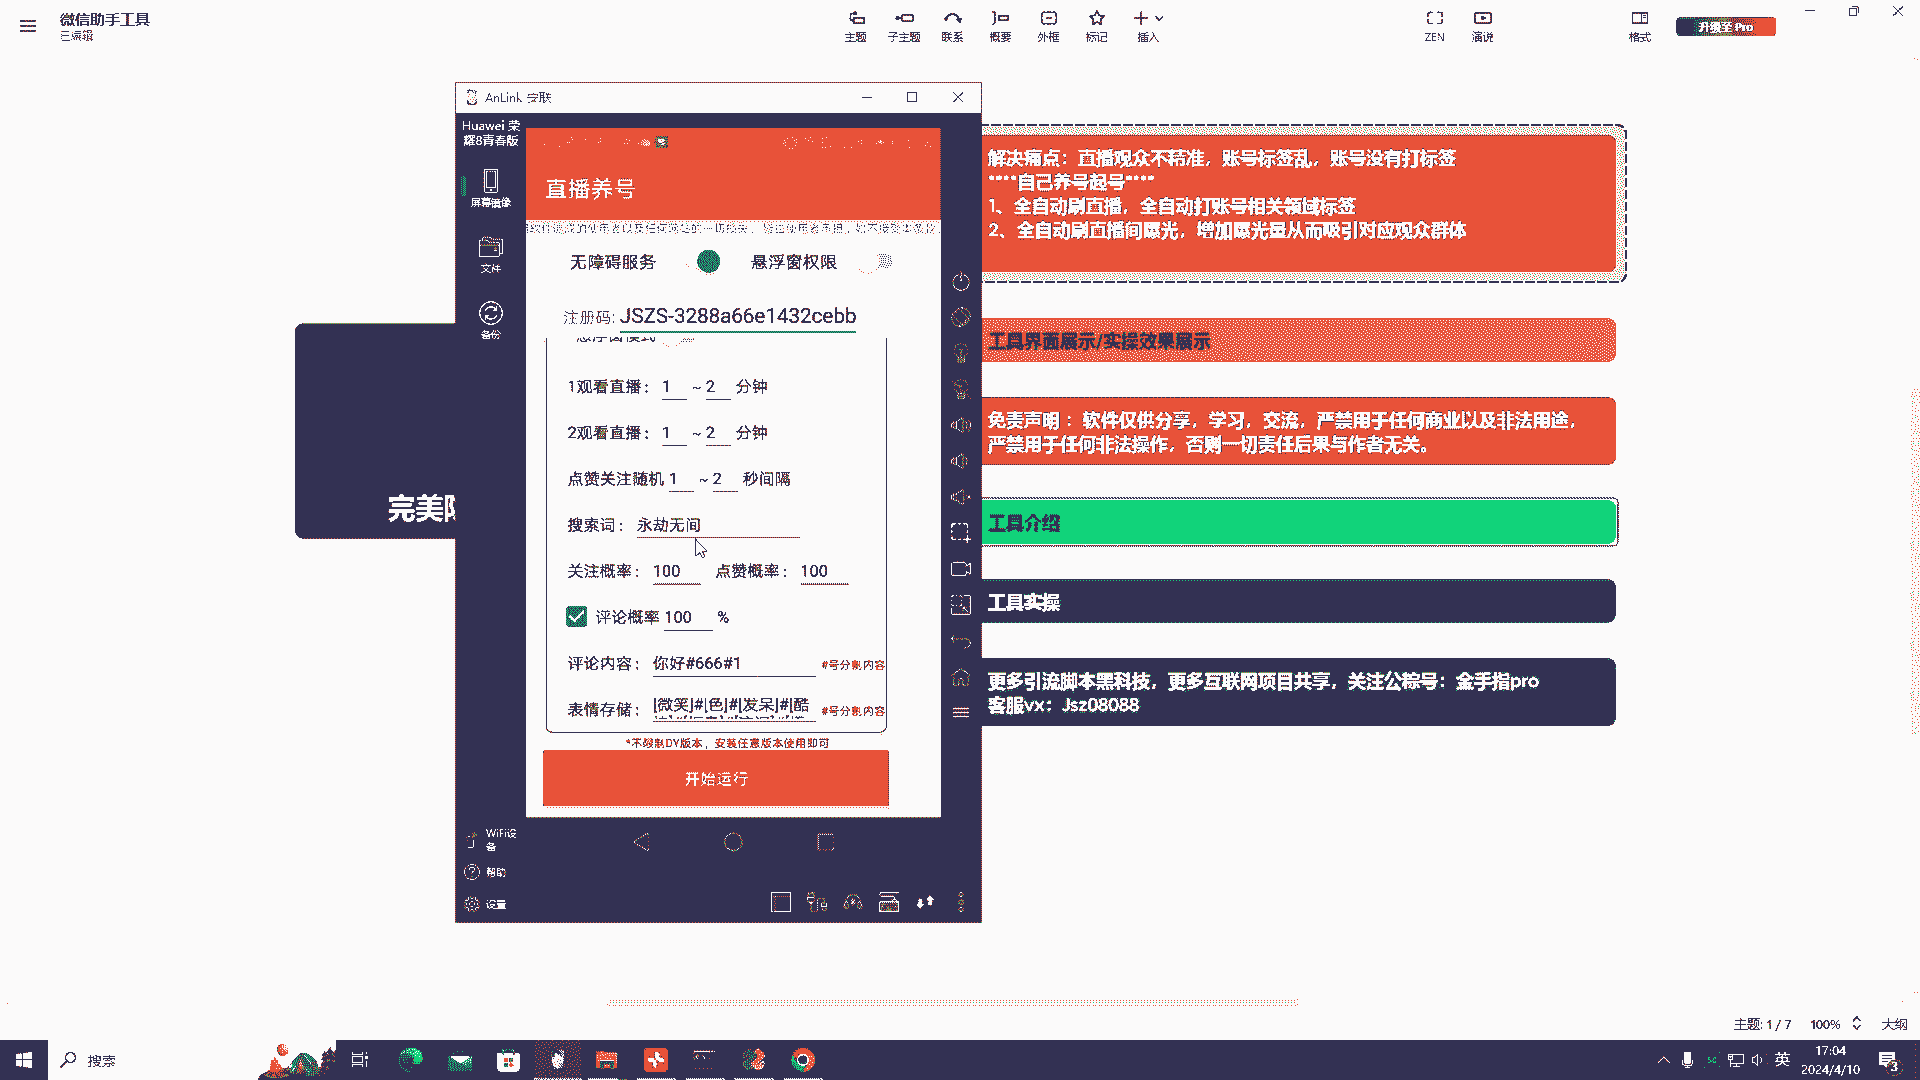 微信助手工具
已编辑
主题
子主题
联系
概要
外框
标记
插入
ZEN
演说
格式
升级至 Pro
AnLink 安联
Huawei 荣
耀8青春版
屏幕镜像
文件
备份
直播养号
无障碍服务
悬浮窗权限
注册码: JSZS-3288a66e1432cebb
1观看直播： 1 ~ 2 分钟
2观看直播： 1 ~ 2 分钟
点赞关注随机 1 ~ 2 秒间隔
搜索词： 永劫无间
关注概率： 100 点赞概率： 100
评论概率 100 %
评论内容： 你好#666#1 #号分割内容
表情存储： [微笑]#[色]#[发呆]#[酷 #号分割内容
*不限制DY版本，安装任意版本使用即可
开始运行
WiFi设
备
帮助
设置
完美
解决痛点：直播观众不精准，账号标签乱，账号没有打标签
****自己养号起号****
1、全自动刷直播，全自动打账号相关领域标签
2、全自动刷直播间曝光，增加曝光量从而吸引对应观众群体
工具界面展示/实操效果展示
免责声明：软件仅供分享，学习，交流，严禁用于任何商业以及非法用途，
严禁用于任何非法操作，否则一切责任后果与作者无关。
工具介绍
工具实操
更多引流脚本黑科技，更多互联网项目共享，关注公粽号：金手指pro
客服vx：Jsz08088
主题: 1 / 7
100%
大纲
搜索
英
17:04
2024/4/10
3